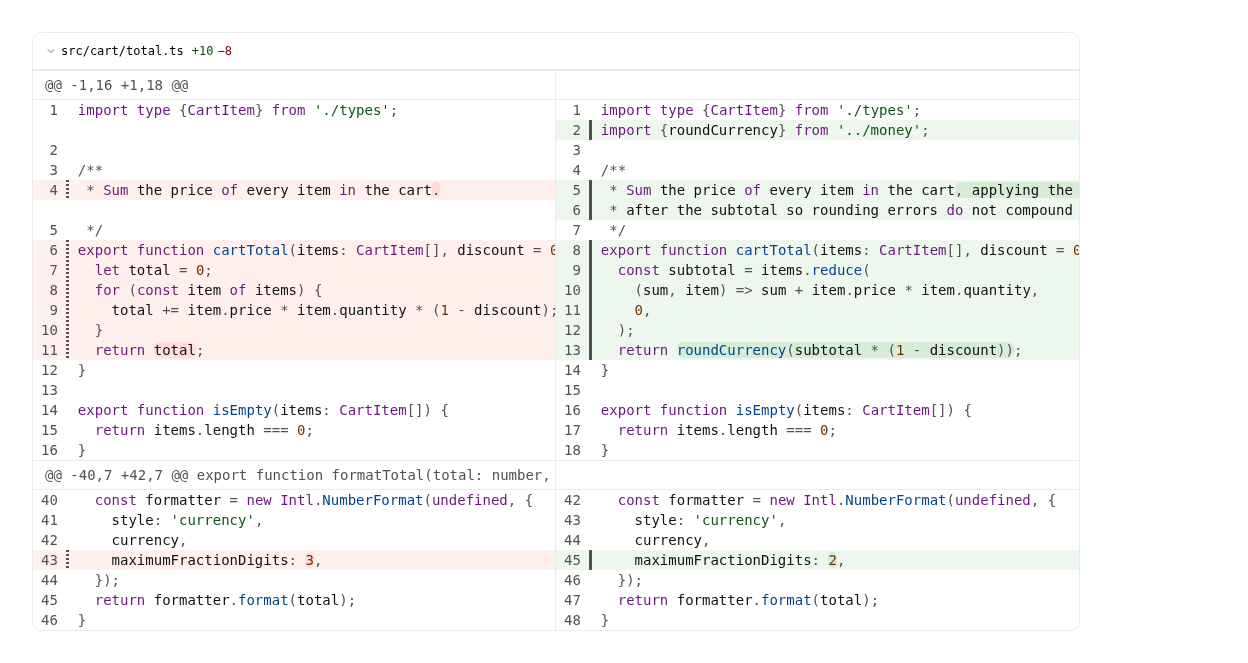 src/cart/total.ts +10 −8
@@ -1,16 +1,18 @@
1 import type {CartItem} from './types';
2
3 /**
4  * Sum the price of every item in the cart.
5  */
6 export function cartTotal(items: CartItem[], discount = 0
7   let total = 0;
8   for (const item of items) {
9     total += item.price * item.quantity * (1 - discount);
10   }
11   return total;
12 }
13
14 export function isEmpty(items: CartItem[]) {
15   return items.length === 0;
16 }
1 import type {CartItem} from './types';
2 import {roundCurrency} from '../money';
3
4 /**
5  * Sum the price of every item in the cart, applying the
6  * after the subtotal so rounding errors do not compound
7  */
8 export function cartTotal(items: CartItem[], discount = 0
9   const subtotal = items.reduce(
10     (sum, item) => sum + item.price * item.quantity,
11     0,
12   );
13   return roundCurrency(subtotal * (1 - discount));
14 }
15
16 export function isEmpty(items: CartItem[]) {
17   return items.length === 0;
18 }
@@ -40,7 +42,7 @@ export function formatTotal(total: number,
40   const formatter = new Intl.NumberFormat(undefined, {
41     style: 'currency',
42     currency,
43     maximumFractionDigits: 3,
44   });
45   return formatter.format(total);
46 }
42   const formatter = new Intl.NumberFormat(undefined, {
43     style: 'currency',
44     currency,
45     maximumFractionDigits: 2,
46   });
47   return formatter.format(total);
48 }